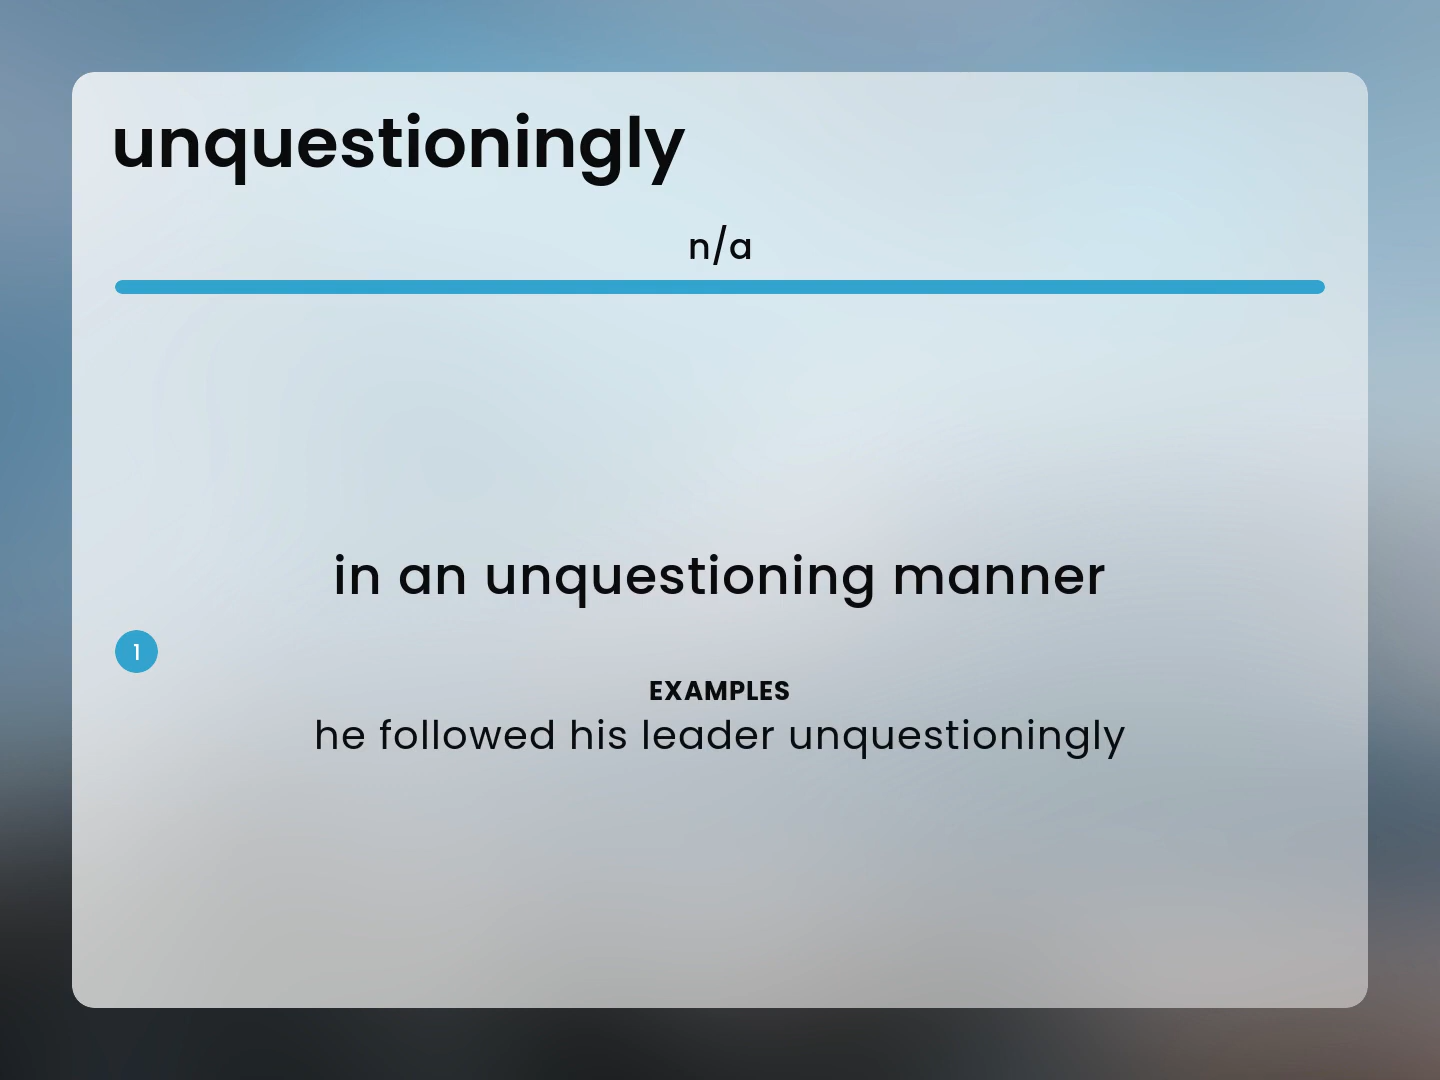 unquestioningly
n/a
in an unquestioning manner
1
EXAMPLES
he followed his leader unquestioningly